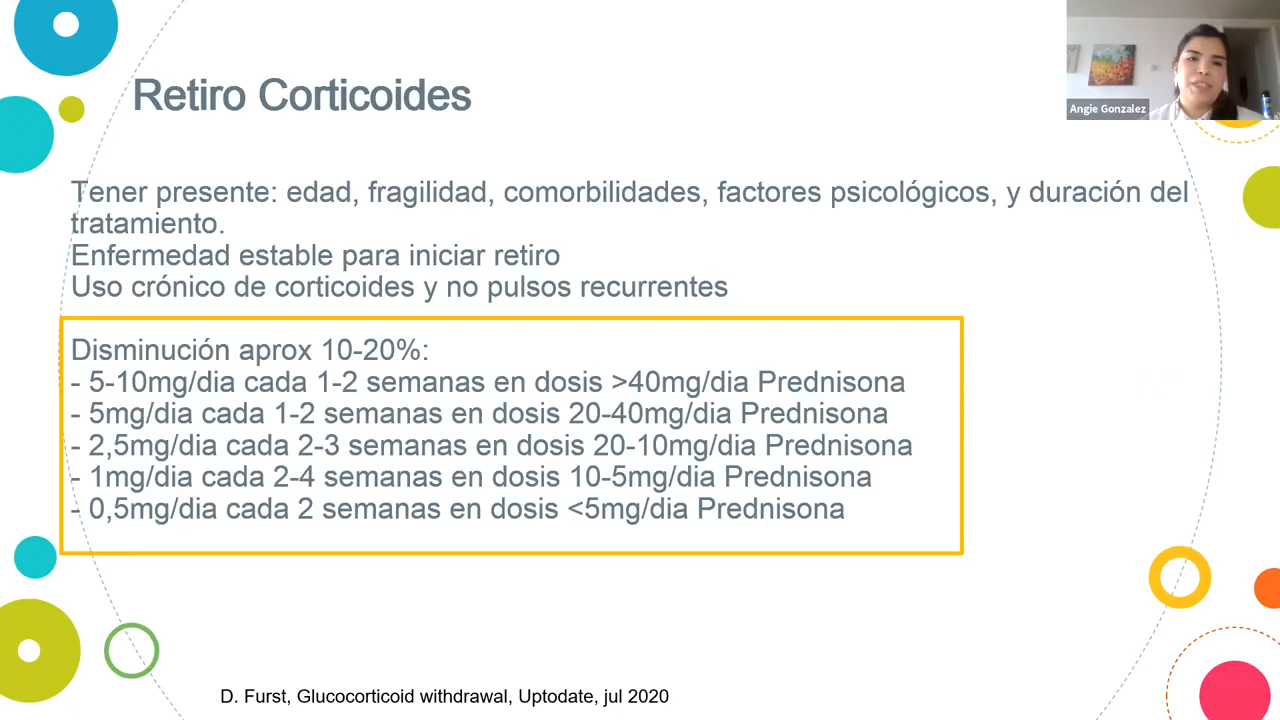 Retiro Corticoides
Angie Gonzalez
Tener presente: edad, fragilidad, comorbilidades, factores psicológicos, y duración del
tratamiento.
Enfermedad estable para iniciar retiro
Uso crónico de corticoides y no pulsos recurrentes
Disminución aprox 10-20%:
- 5-10mg/dia cada 1-2 semanas en dosis >40mg/dia Prednisona
- 5mg/dia cada 1-2 semanas en dosis 20-40mg/dia Prednisona
- 2,5mg/dia cada 2-3 semanas en dosis 20-10mg/dia Prednisona
- 1mg/dia cada 2-4 semanas en dosis 10-5mg/dia Prednisona
- 0,5mg/dia cada 2 semanas en dosis <5mg/dia Prednisona
D. Furst, Glucocorticoid withdrawal, Uptodate, jul 2020